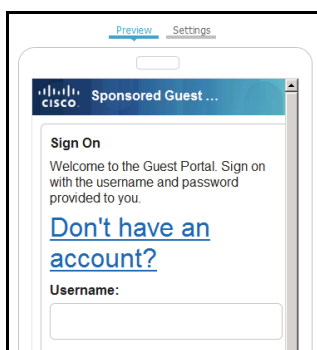 Preview Settings
CISCO Sponsored Guest ...
Sign On
Welcome to the Guest Portal. Sign on
with the username and password
provided to you.
Don't have an
account?
Username: